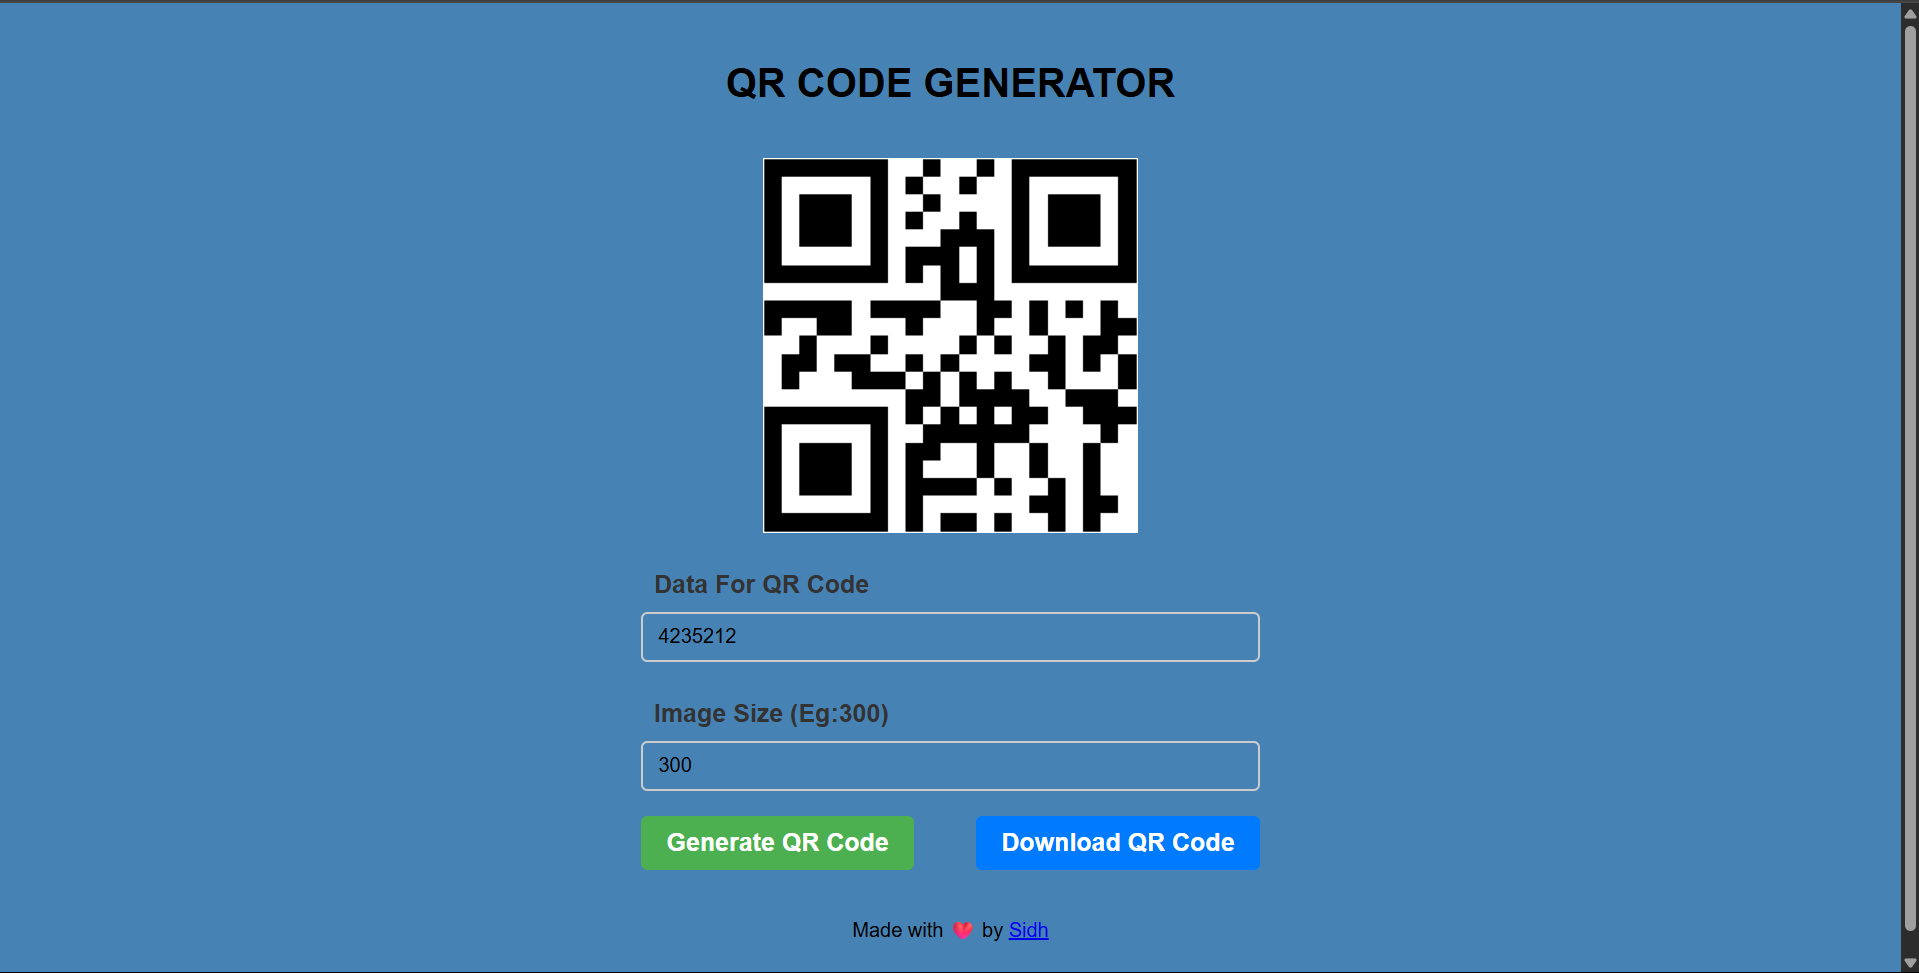 QR CODE GENERATOR
Data For QR Code
4235212
Image Size (Eg:300)
300
Generate QR Code
Download QR Code
Made with 💖 by Sidh